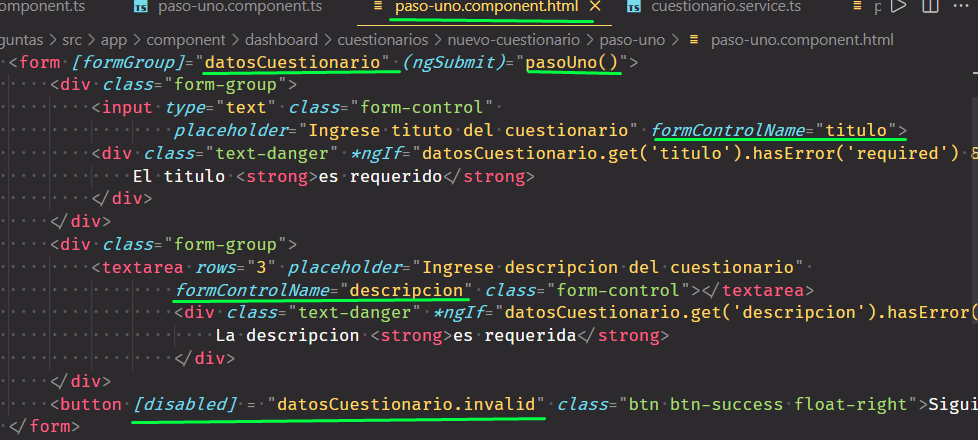 omponent.ts paso-uno.component.ts paso-uno.component.html cuestionario.service.ts
guntas > src > app > component > dashboard > cuestionarios > nuevo-cuestionario > paso-uno > paso-uno.component.html
<form [formGroup]="datosCuestionario" (ngSubmit)="pasoUno()">
<div class="form-group">
<input type="text" class="form-control"
placeholder="Ingrese tituto del cuestionario" formControlName="titulo">
<div class="text-danger" *ngIf="datosCuestionario.get('titulo').hasError('required') &
El titulo <strong>es requerido</strong>
</div>
</div>
<div class="form-group">
<textarea rows="3" placeholder="Ingrese descripcion del cuestionario"
formControlName="descripcion" class="form-control"></textarea>
<div class="text-danger" *ngIf="datosCuestionario.get('descripcion').hasError(
La descripcion <strong>es requerida</strong>
</div>
</div>
<button [disabled] = "datosCuestionario.invalid" class="btn btn-success float-right">Sigui
</form>